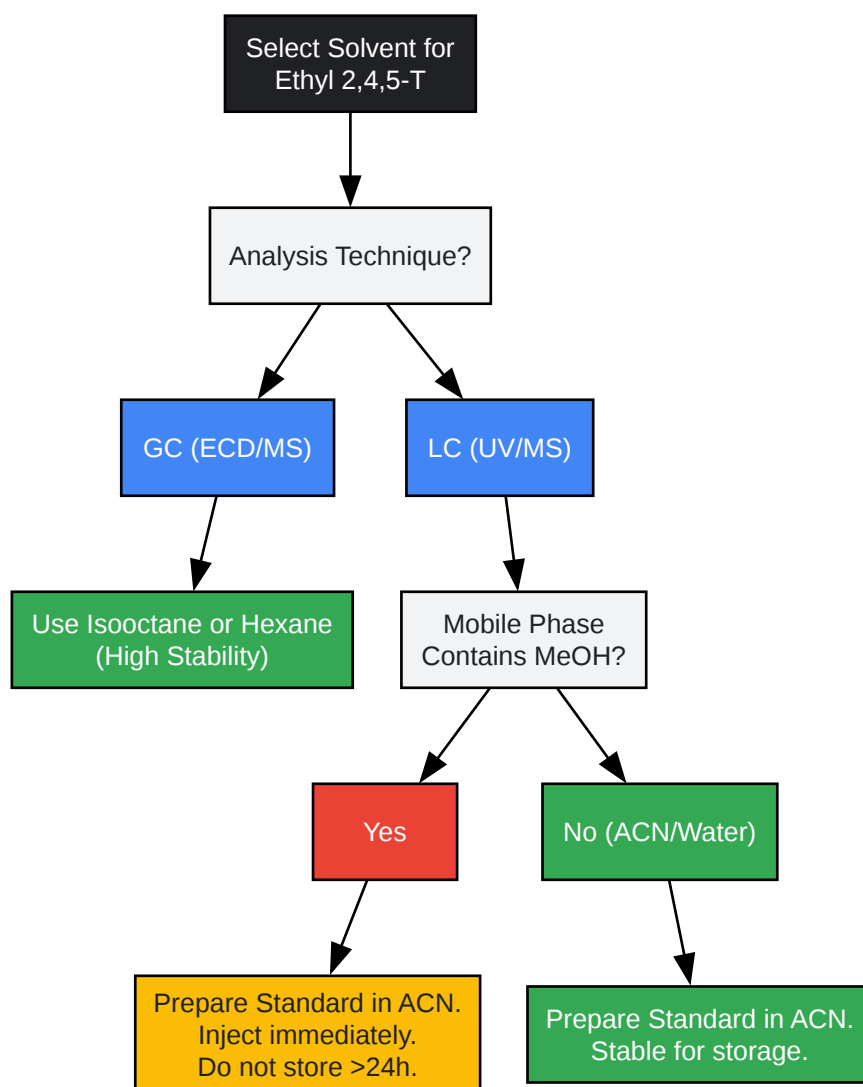 Select Solvent for
Ethyl 2,4,5-T
Analysis Technique?
GC (ECD/MS)
LC (UV/MS)
Use Isooctane or Hexane
(High Stability)
Mobile Phase
Contains MeOH?
Yes
No (ACN/Water)
Prepare Standard in ACN.
Inject immediately.
Do not store >24h.
Prepare Standard in ACN.
Stable for storage.